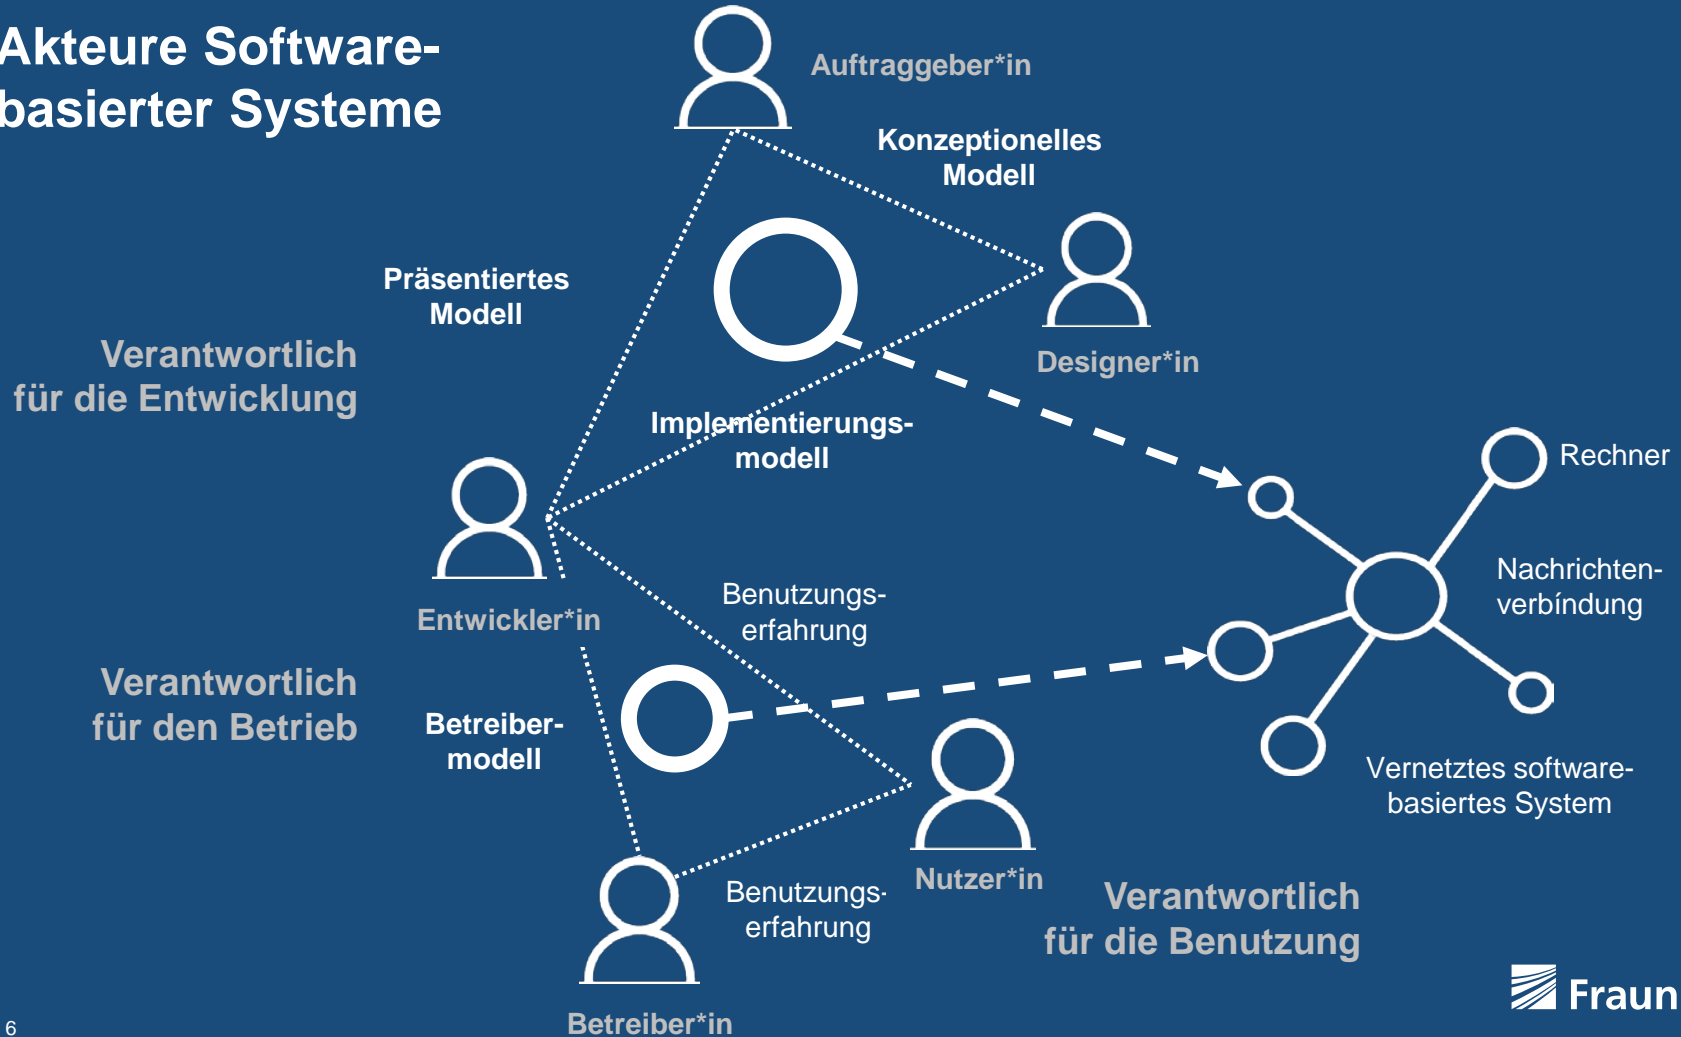 Akteure Software-
basierter Systeme
Auftraggeber*in
Konzeptionelles
Modell
Präsentiertes
Modell
Verantwortlich
für die Entwicklung
Designer*in
Implementierungs-
modell
Rechner
Nachrichten-
verbíndung
Entwickler*in
Benutzungs-
erfahrung
Verantwortlich
für den Betrieb
Betreiber-
modell
Vernetztes software-
basiertes System
Nutzer*in
Benutzungs-
erfahrung
Verantwortlich
für die Benutzung
Betreiber*in
Fraun
6